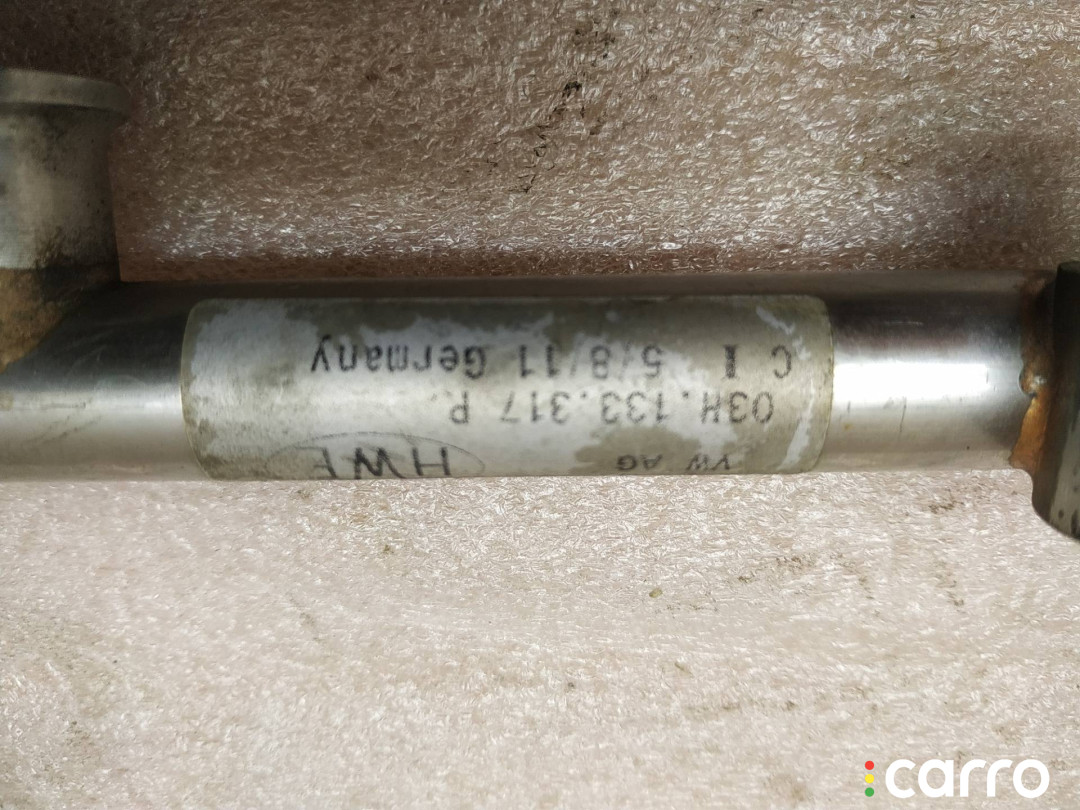 VW AG HWE
03H.133.317 P.
C I 5/8/11 Germany
carro